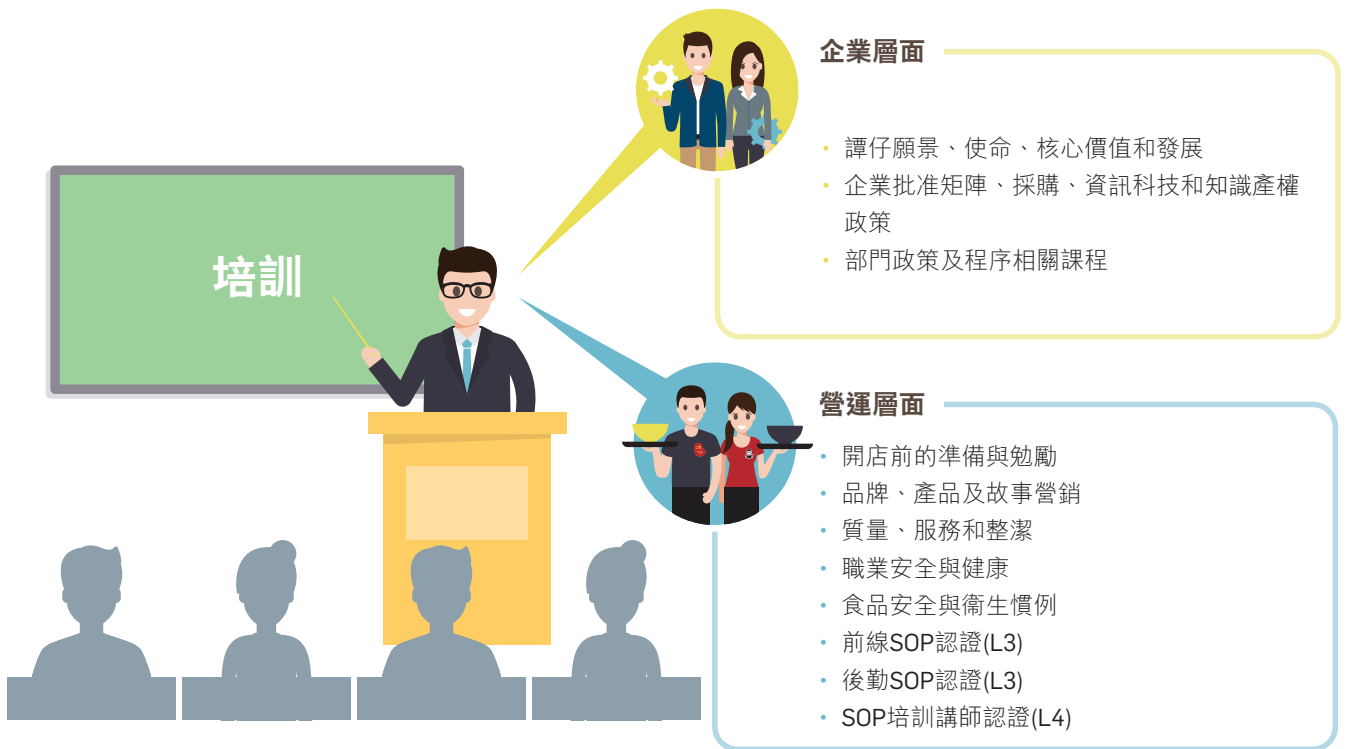 培訓
企業層面
• 譚仔願景、使命、核心價值和發展
• 企業批准矩陣、採購、資訊科技和知識產權
政策
• 部門政策及程序相關課程
營運層面
• 開店前的準備與勉勵
• 品牌、產品及故事營銷
• 質量、服務和整潔
• 職業安全與健康
• 食品安全與衞生慣例
• 前線SOP認證(L3)
• 後勤SOP認證(L3)
• SOP培訓講師認證(L4)